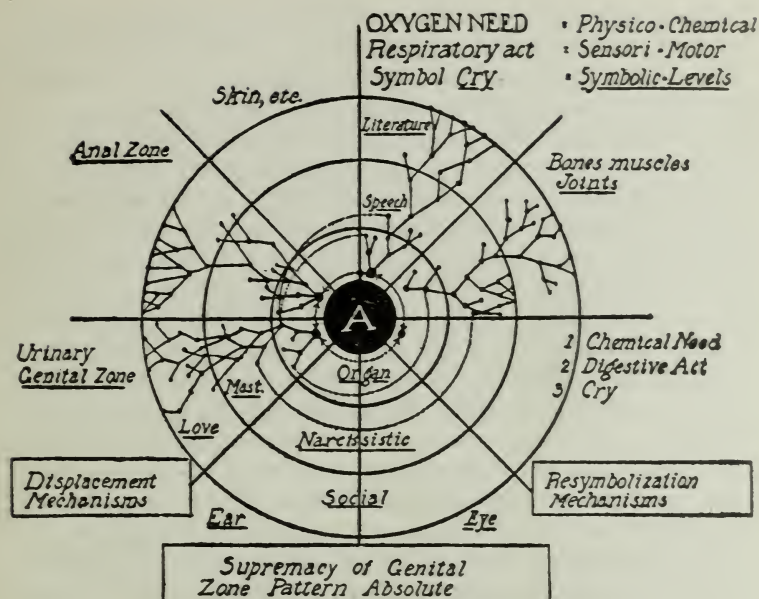 OXYGEN NEED • Physico-Chemical
Respiratory act • Sensori-Motor
Symbol Cry • Symbolic-Levels
Skin, etc.
Literature
Anal Zone
Bones muscles
Joints
Speech
A
Urinary
Genital Zone
1 Chemical Need
2 Digestive Act
3 Cry
Organ
Mast.
Love
Narcissistic
Displacement
Mechanisms
Resymbolization
Mechanisms
Social
Ear
Eye
Supremacy of Genital
Zone Pattern Absolute